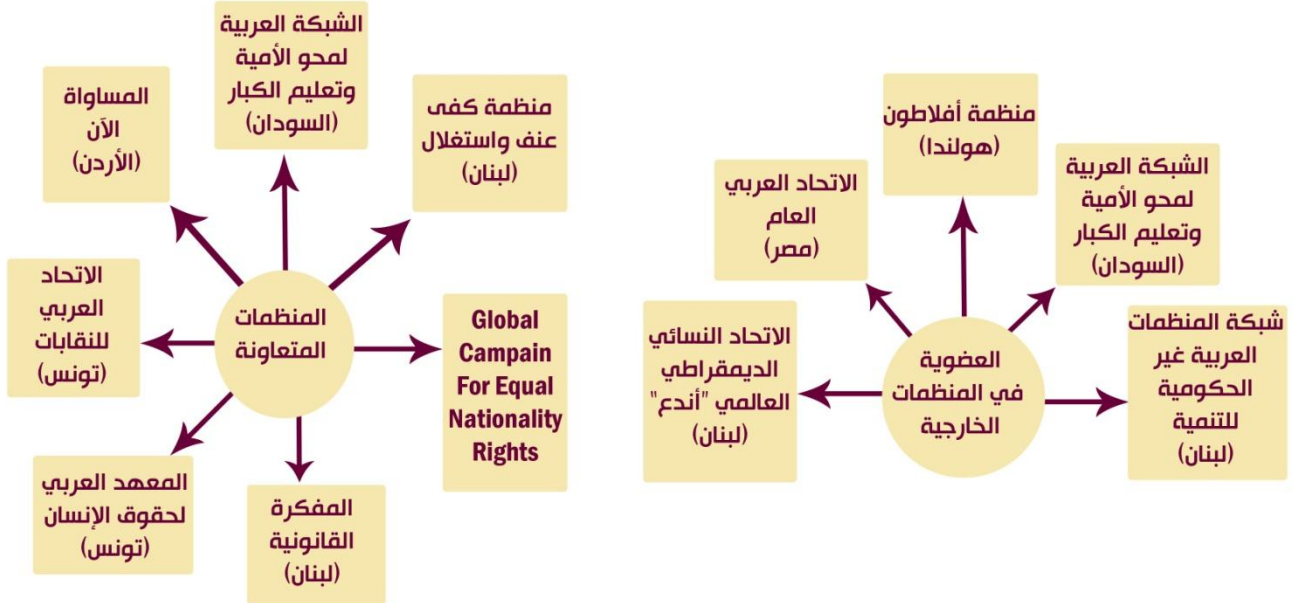 الشبكة العربية
لمحو الأمية
وتعليم الكبار
(السودان)
منظمة كفى
عنف واستغلال
(لبنان)
المساواة
الآن
(الأردن)
الاتحاد
العربي
للنقابات
(تونس)
المنظمات
المتعاونة
Global
Campain
For Equal
Nationality
Rights
المعهد العربي
لحقوق الإنسان
(تونس)
المفكرة
القانونية
(لبنان)
منظمة أفلاطون
(هولندا)
الشبكة العربية
لمحو الأمية
وتعليم الكبار
(السودان)
الاتحاد العربي
العام
(مصر)
شبكة المنظمات
العربية غير
الحكومية
للتنمية
(لبنان)
العضوية
في المنظمات
الخارجية
الاتحاد النسائي
الديمقراطي
العالمي "أندع"
(لبنان)